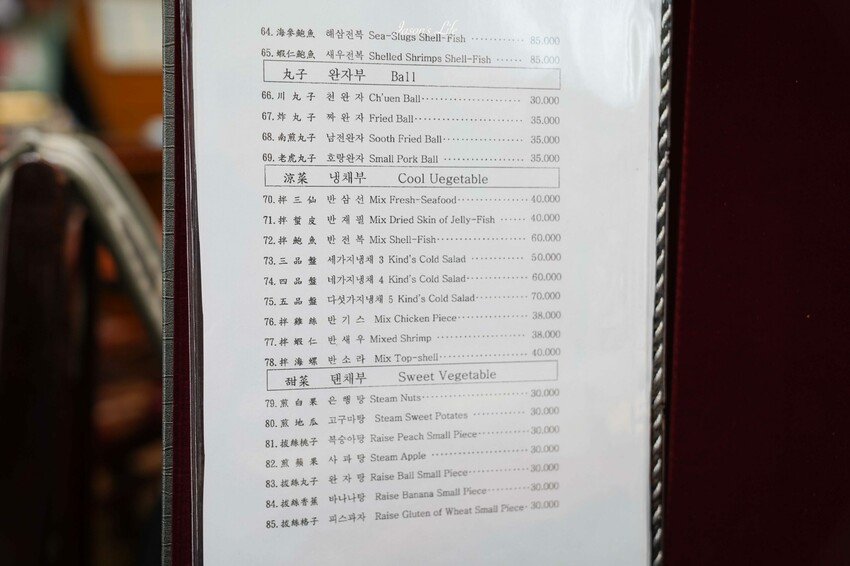 64. 海參鮑魚 해삼전복 Sea-Slugs Shell-Fish 85.000
65. 蝦仁鮑魚 새우전복 Shelled Shrimps Shell-Fish 85.000
丸子 완자부 Ball
66. 川丸子 천완자 Ch'uen Ball 30.000
67. 炸丸子 짜완자 Fried Ball 35.000
68. 南煎丸子 남전완자 Sooth Fried Ball 35.000
69. 老虎丸子 호랑완자 Small Pork Ball 35.000
凉菜 냉채부 Cool Uegetable
70. 拌三仙 반삼선 Mix Fresh-Seafood 40.000
71. 拌蜇皮 반재필 Mix Dried Skin of Jelly-Fish 40.000
72. 拌鮑魚 반전복 Mix Shell-Fish 60.000
73. 三品盤 세가지냉채 3 Kind's Cold Salad 50.000
74. 四品盤 네가지냉채 4 Kind's Cold Salad 60.000
75. 五品盤 다섯가지냉채 5 Kind's Cold Salad 70.000
76. 拌雞絲 반기스 Mix Chicken Piece 38.000
77. 拌蝦仁 반새우 Mixed Shrimp 38.000
78. 拌海螺 반소라 Mix Top-shell 40.000
甜菜 탠채부 Sweet Vegetable
79. 煎白果 은행탕 Steam Nuts 30.000
80. 煎地瓜 고구마탕 Steam Sweet Potates 30.000
81. 拔絲桃子 복숭아탕 Raise Peach Small Piece 30.000
82. 煎蘋果 사과탕 Steam Apple 30.000
83. 拔絲丸子 완자탕 Raise Ball Small Piece 30.000
84. 拔絲香蕉 바나나탕 Raise Banana Small Piece 30.000
85. 拔絲格子 피스파자 Raise Gluten of Wheat Small Piece 30.000